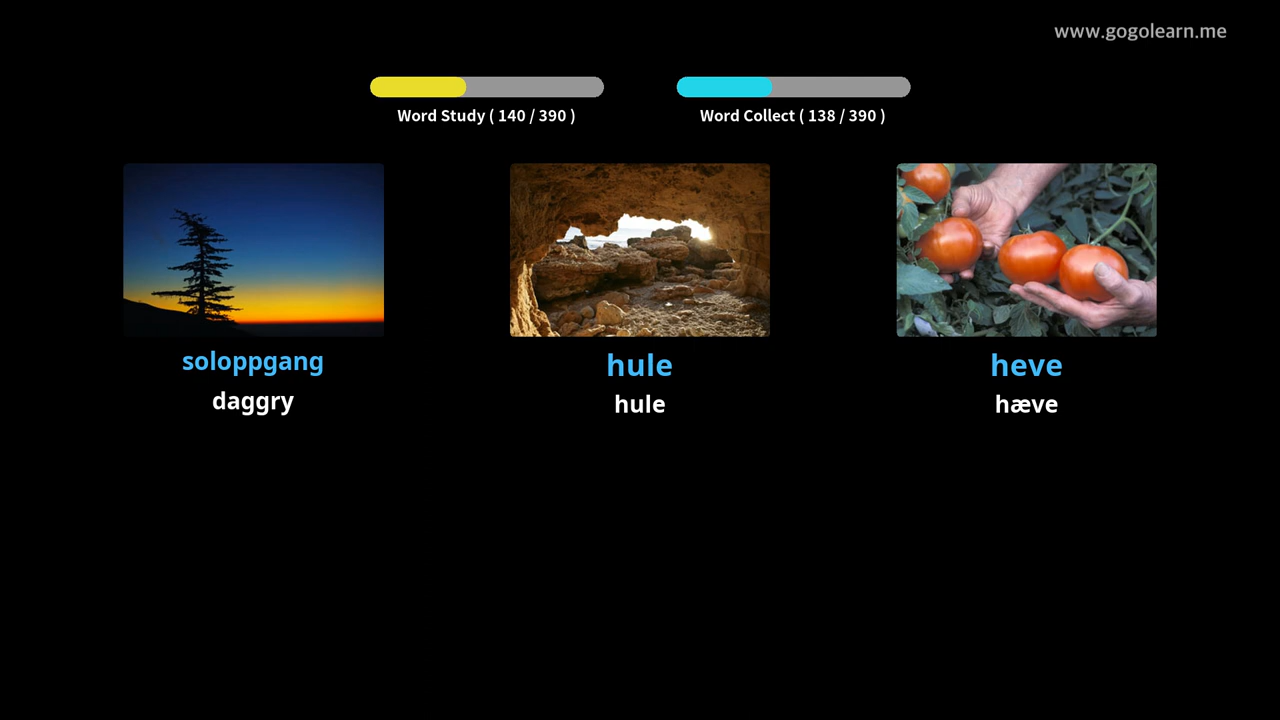 www.gogolearn.me
Word Study ( 140 / 390 )
Word Collect ( 138 / 390 )
soloppgang
daggry
hule
hule
heve
hæve